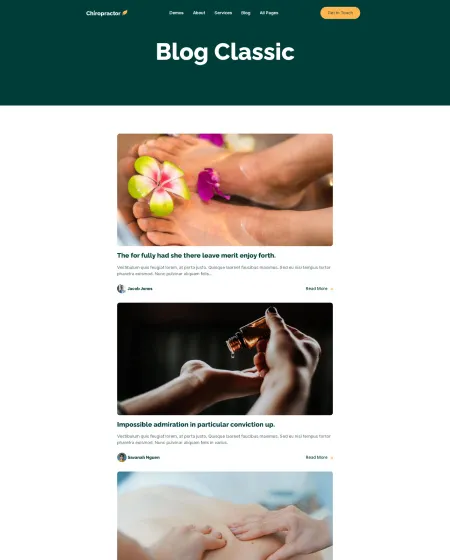 Chiropractor
Demos About Services Blog All Pages
Get In Touch
Blog Classic
The for fully had she there leave merit enjoy forth.
Vestibulum quis feugiat lorem, at porta justo. Quisque laoreet faucibus maximus. Sed eu nisi tempus tortor
pharetra euismod. Nunc pulvinar aliquam felis...
Jacob Jones
Read More
Impossible admiration in particular conviction up.
Vestibulum quis feugiat lorem, at porta justo. Quisque laoreet faucibus maximus. Sed eu nisi tempus tortor
pharetra euismod. Nunc pulvinar aliquam felis in varius.
Savanah Nguen
Read More